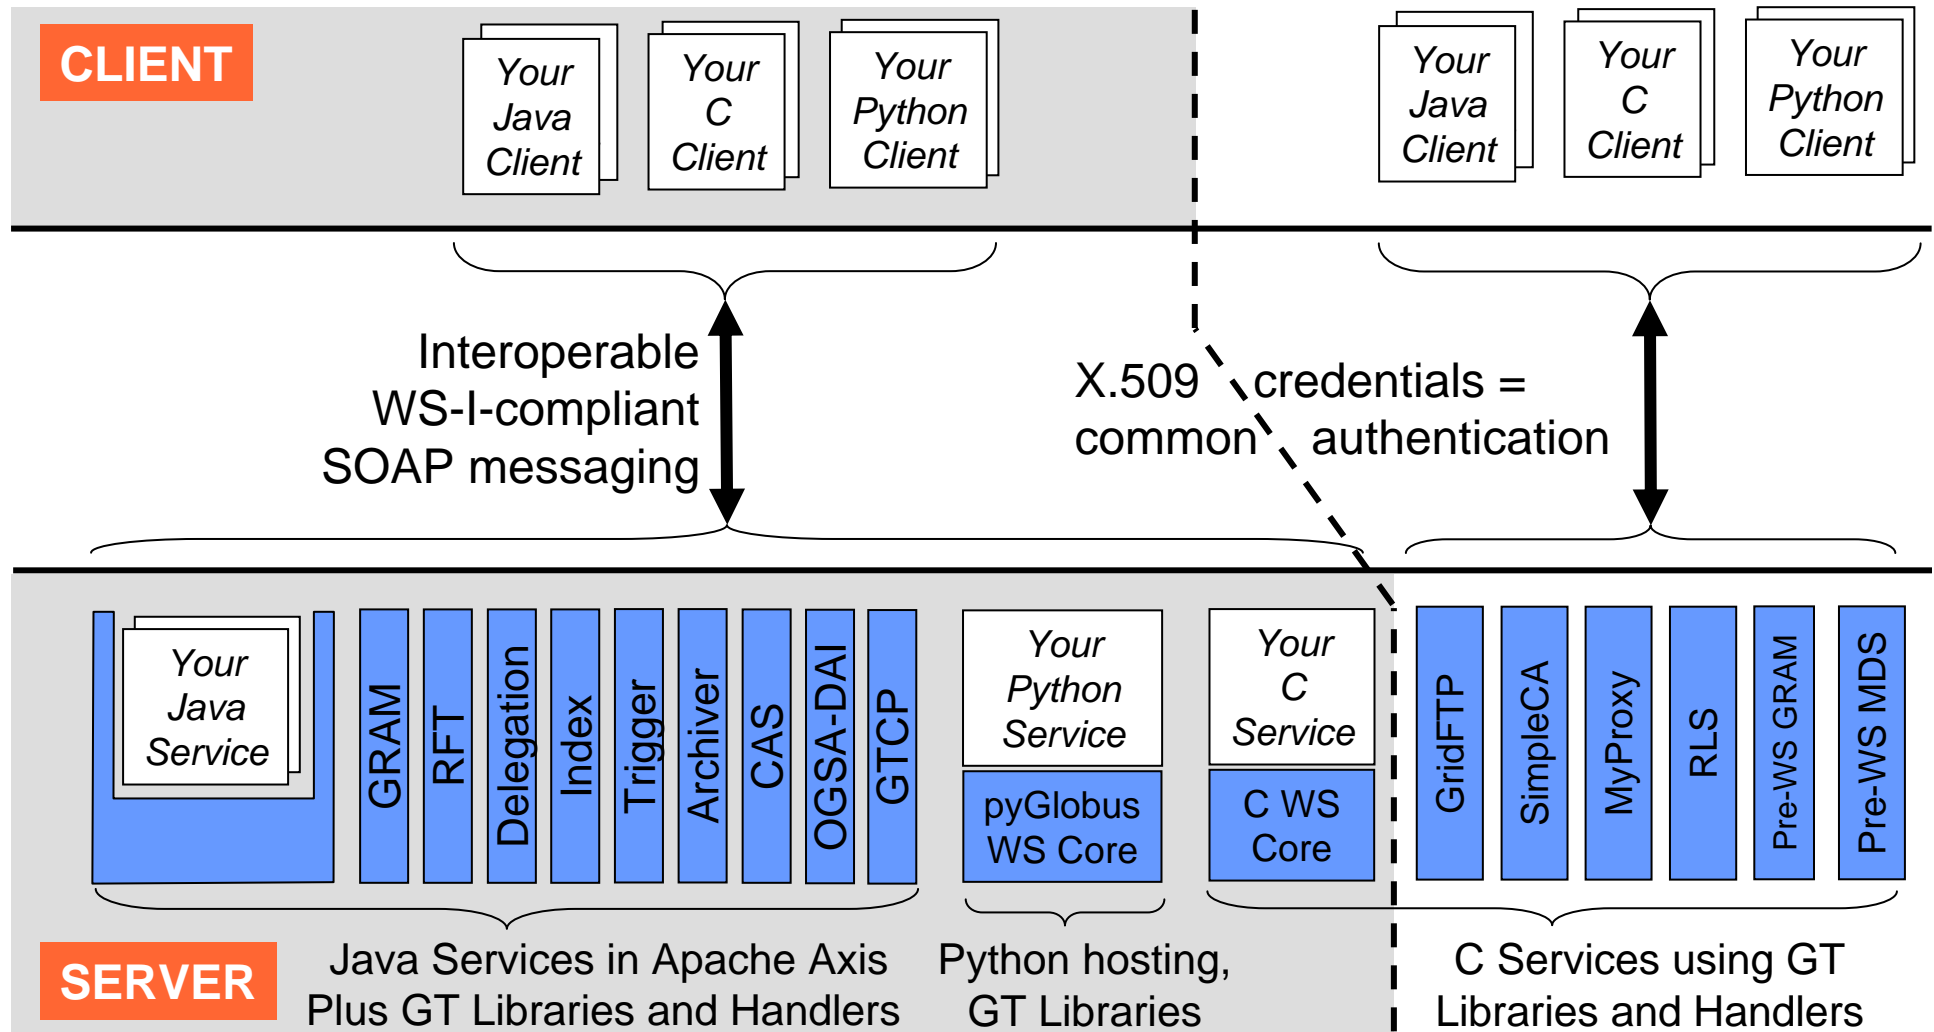 CLIENT
Your
Java
Client
Your
C
Client
Your
Python
Client
Your
Java
Client
Your
C
Client
Your
Python
Client
Interoperable
WS-I-compliant
SOAP messaging
X.509 credentials =
common authentication
Your
Java
Service
GRAM
RFT
Delegation
Index
Trigger
Archiver
CAS
OGSA-DAI
GTCP
Your
Python
Service
pyGlobus
WS Core
Your
C
Service
C WS
Core
GridFTP
SimpleCA
MyProxy
RLS
Pre-WS GRAM
Pre-WS MDS
SERVER
Java Services in Apache Axis
Plus GT Libraries and Handlers
Python hosting,
GT Libraries
C Services using GT
Libraries and Handlers